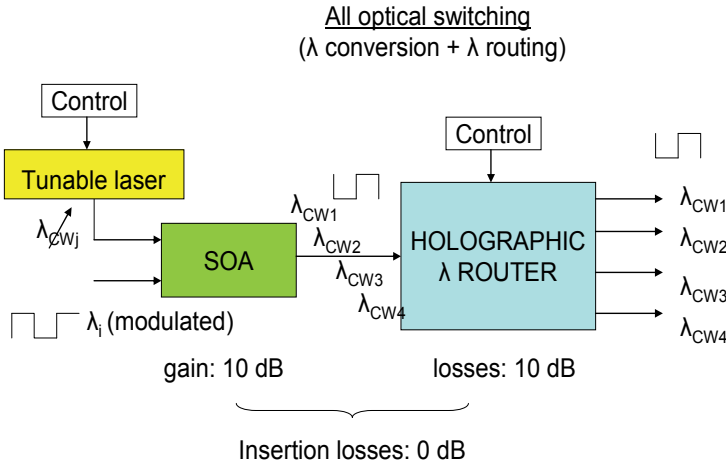 All optical switching
(λ conversion + λ routing)
Control
Tunable laser
λCWj
SOA
λi (modulated)
gain: 10 dB
λCW1
λCW2
λCW3
λCW4
Control
HOLOGRAPHIC
λ ROUTER
losses: 10 dB
λCW1
λCW2
λCW3
λCW4
Insertion losses: 0 dB